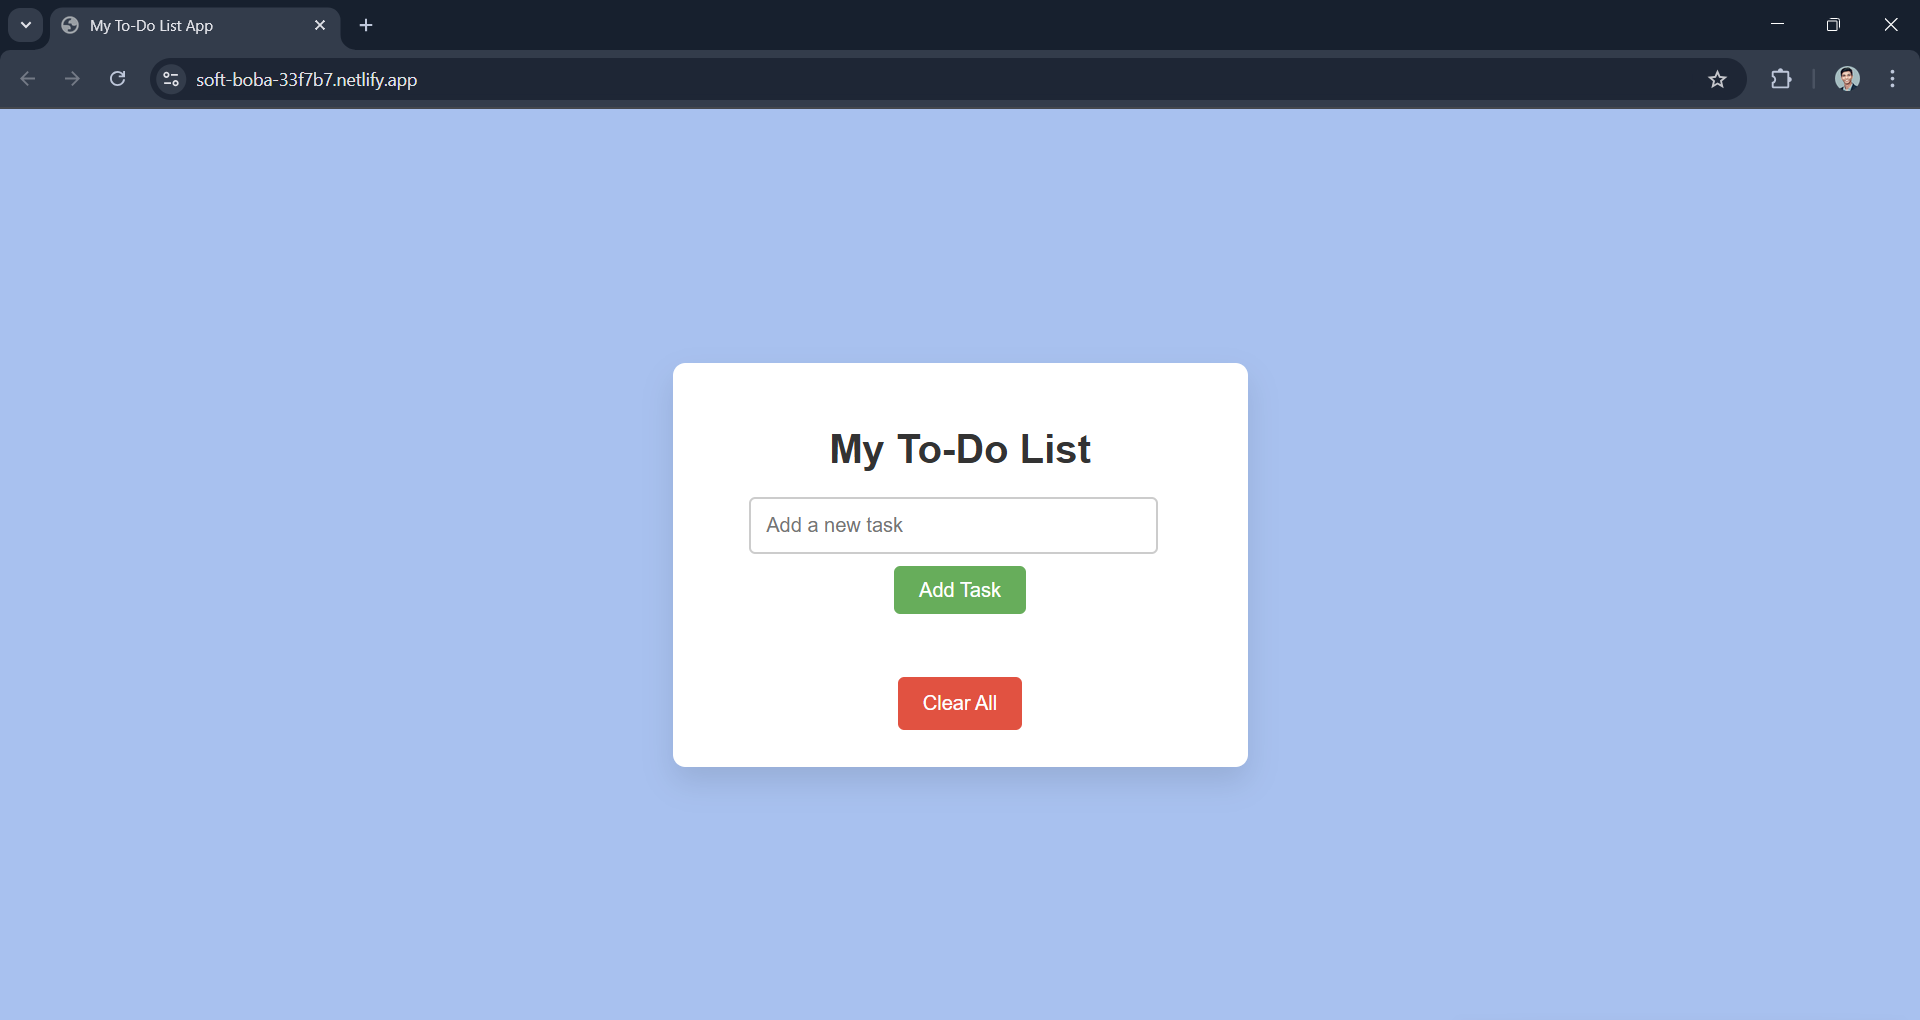 My To-Do List App
soft-boba-33f7b7.netlify.app
My To-Do List
Add a new task
Add Task
Clear All